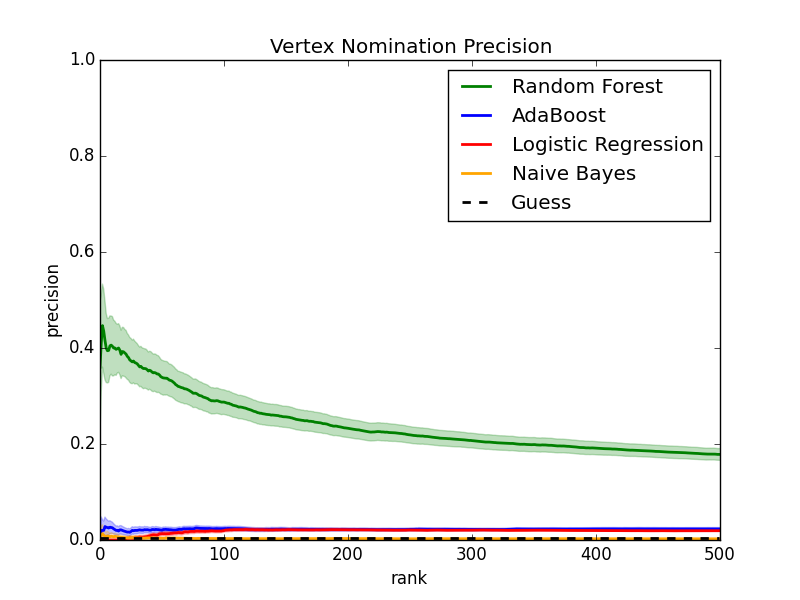 Vertex Nomination Precision
1.0
0.8
0.6
0.4
0.2
0.0
precision
Random Forest
AdaBoost
Logistic Regression
Naive Bayes
Guess
0 100 200 300 400 500
rank